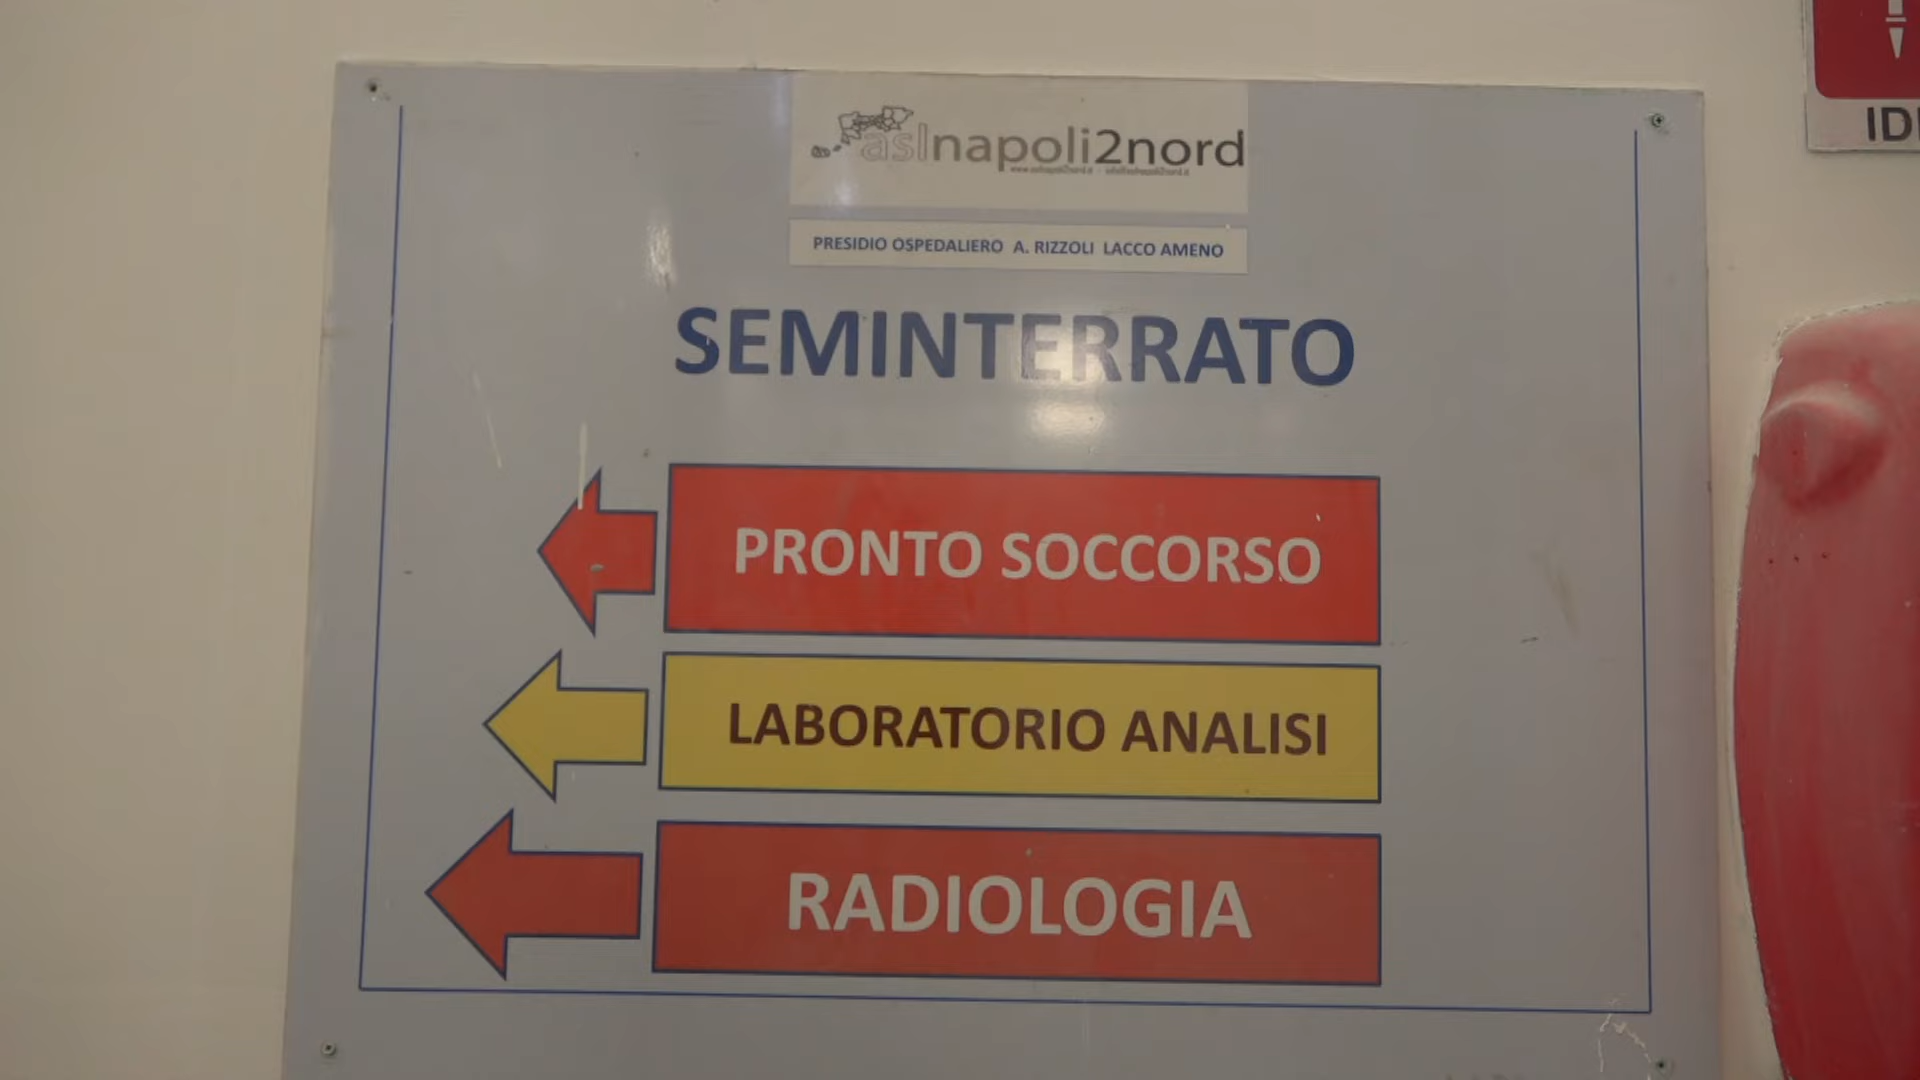 aslnapoli2nord
PRESIDIO OSPEDALIERO A. RIZZOLI LACCO AMENO
SEMINTERRATO
PRONTO SOCCORSO
LABORATORIO ANALISI
RADIOLOGIA